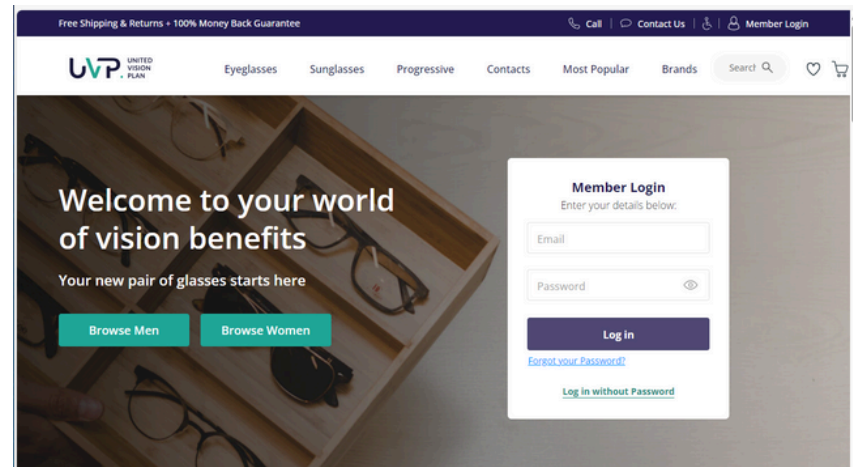 Free Shipping & Returns + 100% Money Back Guarantee
Call | Contact Us | | Member Login
UVP. UNITED VISION PLAN
Eyeglasses Sunglasses Progressive Contacts Most Popular Brands Search
Welcome to your world
of vision benefits
Your new pair of glasses starts here
Browse Men Browse Women
Member Login
Enter your details below:
Email
Password
Log in
Forgot your Password?
Log in without Password